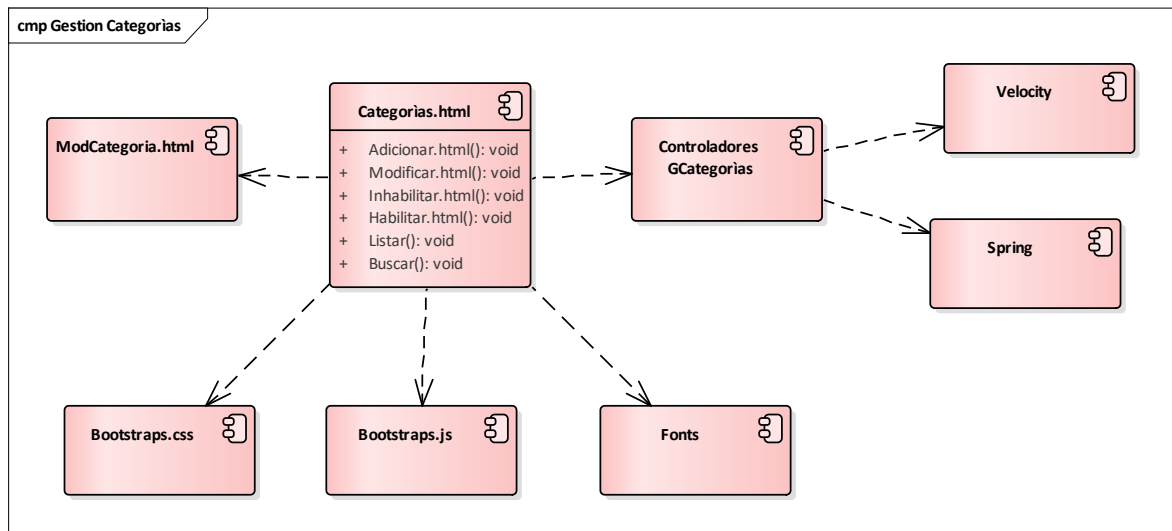 cmp Gestion Categorìas
Velocity
Categorìas.html
ModCategoria.html
Controladores
GCategorìas
+ Adicionar.html(): void
+ Modificar.html(): void
+ Inhabilitar.html(): void
+ Habilitar.html(): void
+ Listar(): void
+ Buscar(): void
Spring
Bootstraps.css
Bootstraps.js
Fonts